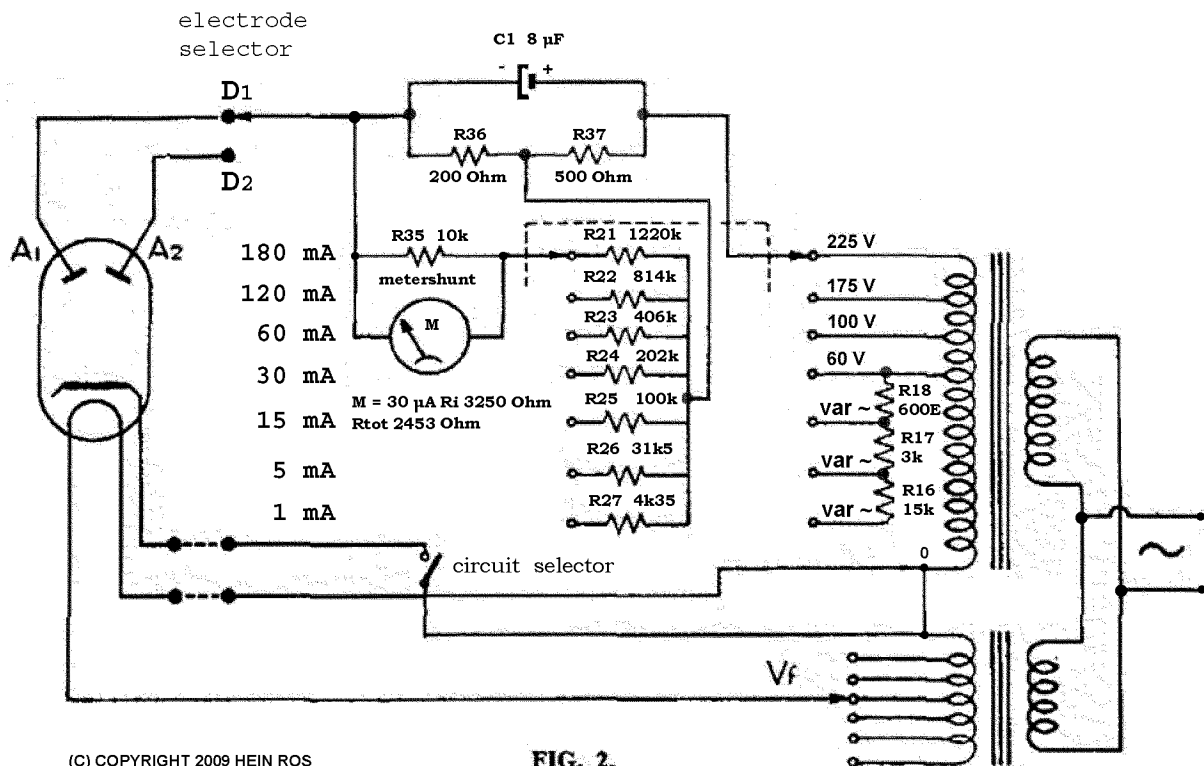 electrode
selector
C1 8 µF
- +
D1
R36
R37
200 Ohm
500 Ohm
D2
A1
A2
180 mA
R35 10k
R21 1220k
225 V
metershunt
120 mA
R22 814k
175 V
60 mA
M
R23 406k
100 V
30 mA
R24 202k
60 V
M = 30 µA Ri 3250 Ohm
Rtot 2453 Ohm
R25 100k
R18
600E
15 mA
var ~
R26 31k5
R17
3k
5 mA
var ~
R27 4k35
R16
15k
1 mA
var ~
0
circuit selector
~
Vf
(C) COPYRIGHT 2009 HEIN ROS
FIG. 2.